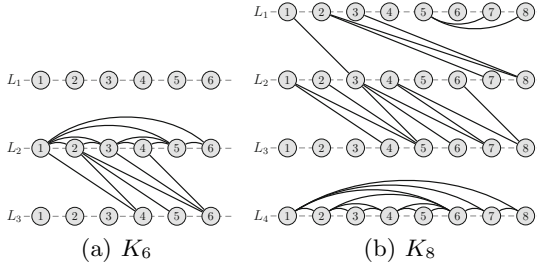 L1 1 2 3 4 5 6 7 8
L1 1 2 3 4 5 6
L2 1 2 3 4 5 6 7 8
L2 1 2 3 4 5 6
L3 1 2 3 4 5 6 7 8
L3 1 2 3 4 5 6
L4 1 2 3 4 5 6 7 8
(a) K6
(b) K8